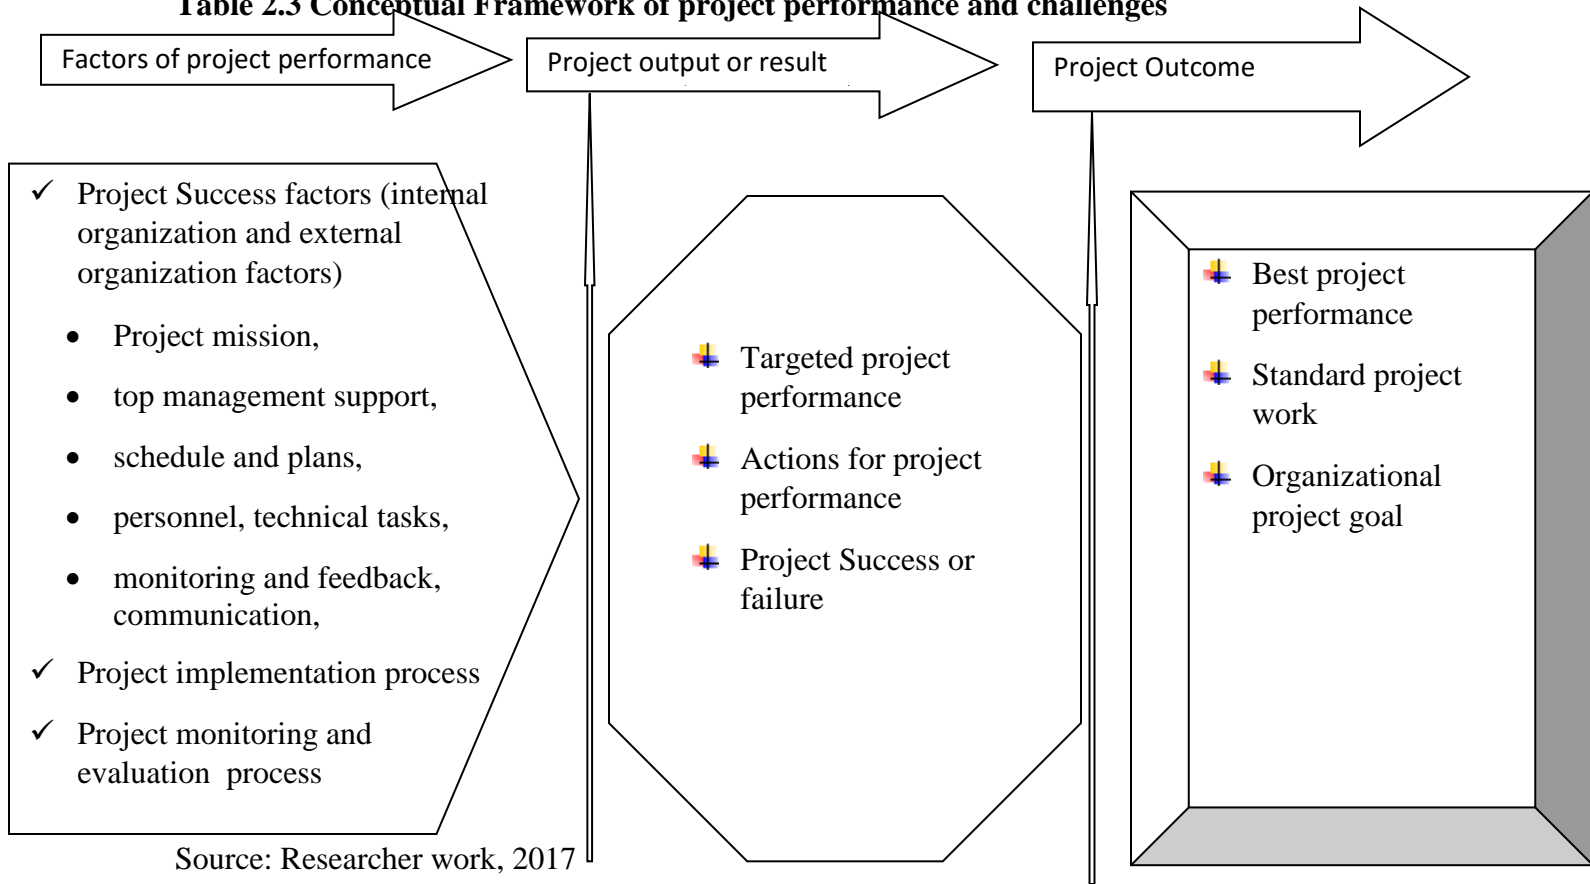 Table 2.3 Conceptual Framework of project performance and challenges
Factors of project performance
Project output or result
Project Outcome
Project Success factors (internal
organization and external
organization factors)
Project mission,
top management support,
schedule and plans,
personnel, technical tasks,
monitoring and feedback,
communication,
Project implementation process
Project monitoring and
evaluation process
Targeted project
performance
Actions for project
performance
Project Success or
failure
Best project
performance
Standard project
work
Organizational
project goal
Source: Researcher work, 2017